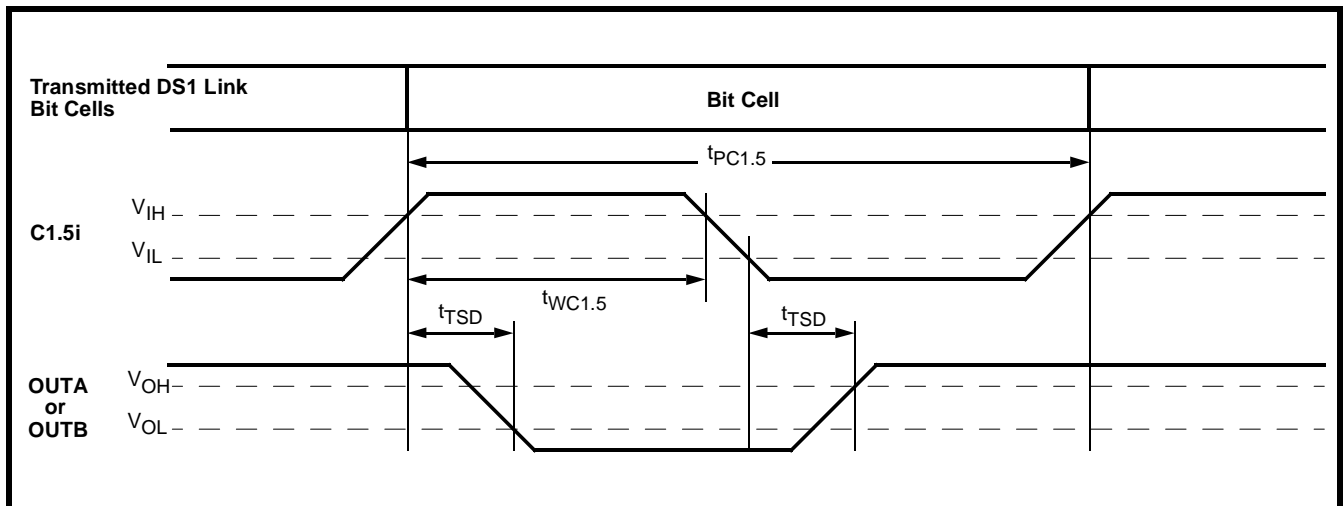 Transmitted DS1 Link
Bit Cells
Bit Cell
tPC1.5
VIH
C1.5i
VIL
tWC1.5
tTSD
tTSD
OUTA
or
OUTB
VOH
VOL